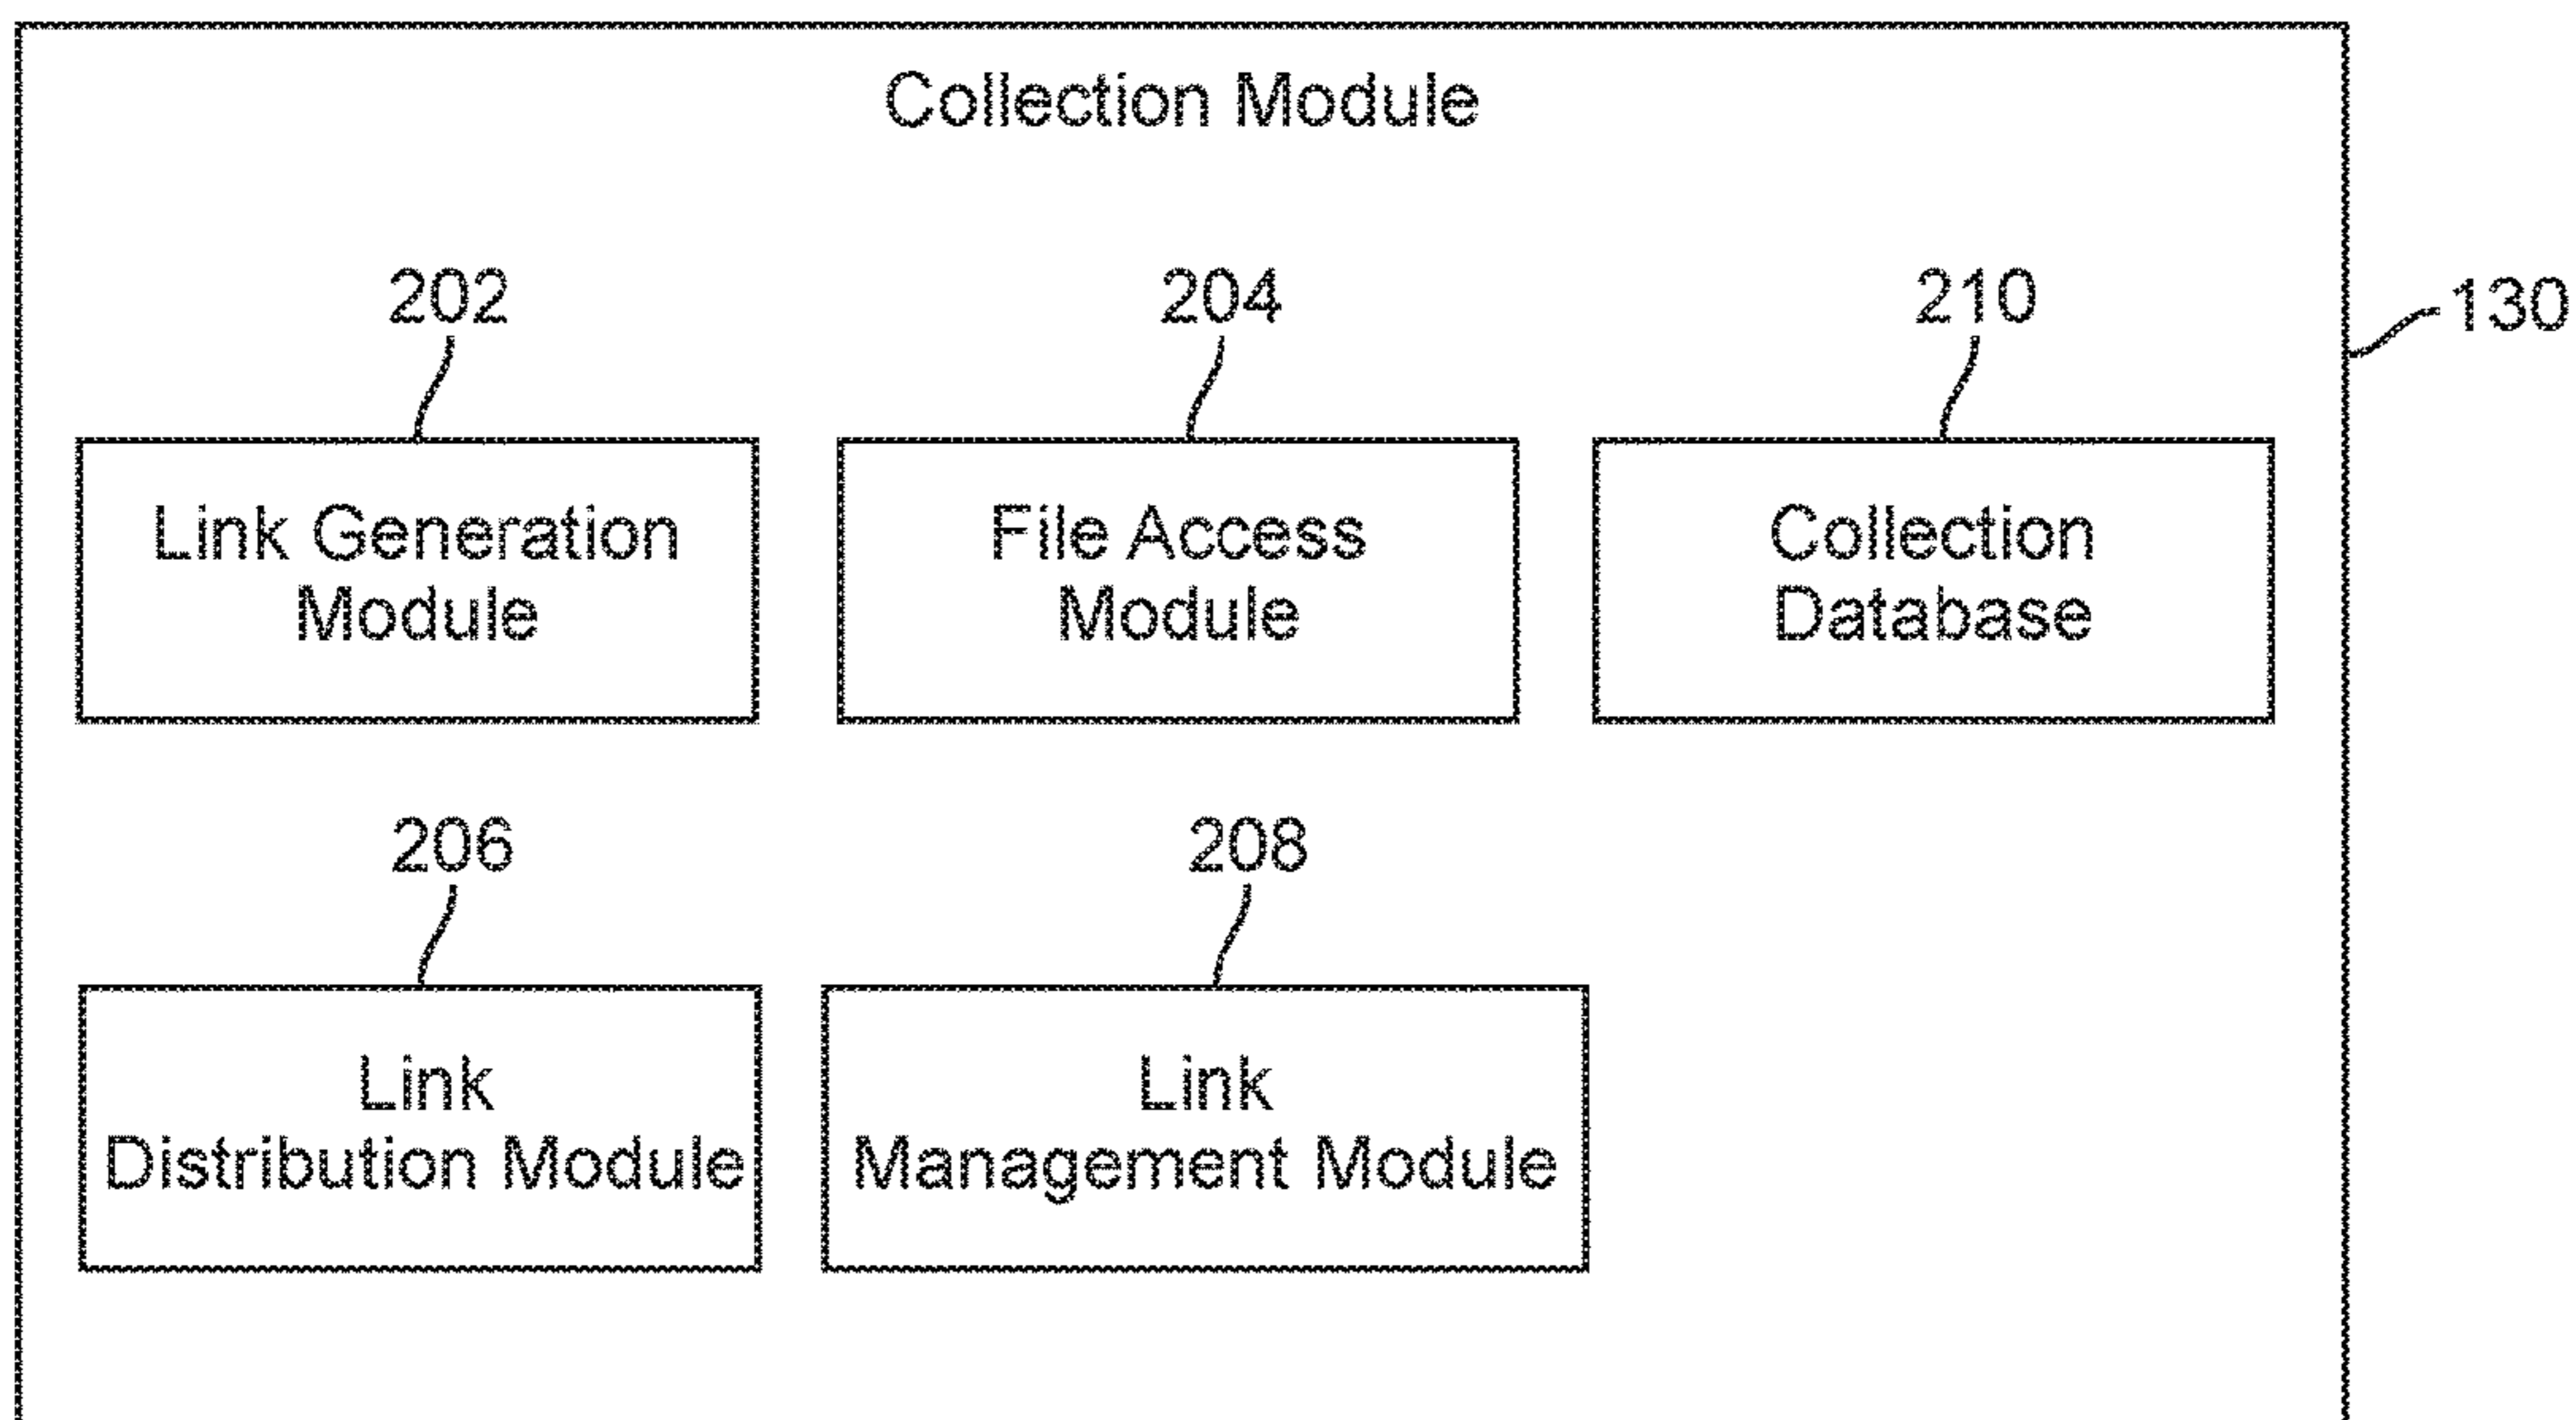 Collection Module
202
204
210
130
Link Generation
Module
File Access
Module
Collection
Database
206
208
Link
Distribution Module
Link
Management Module